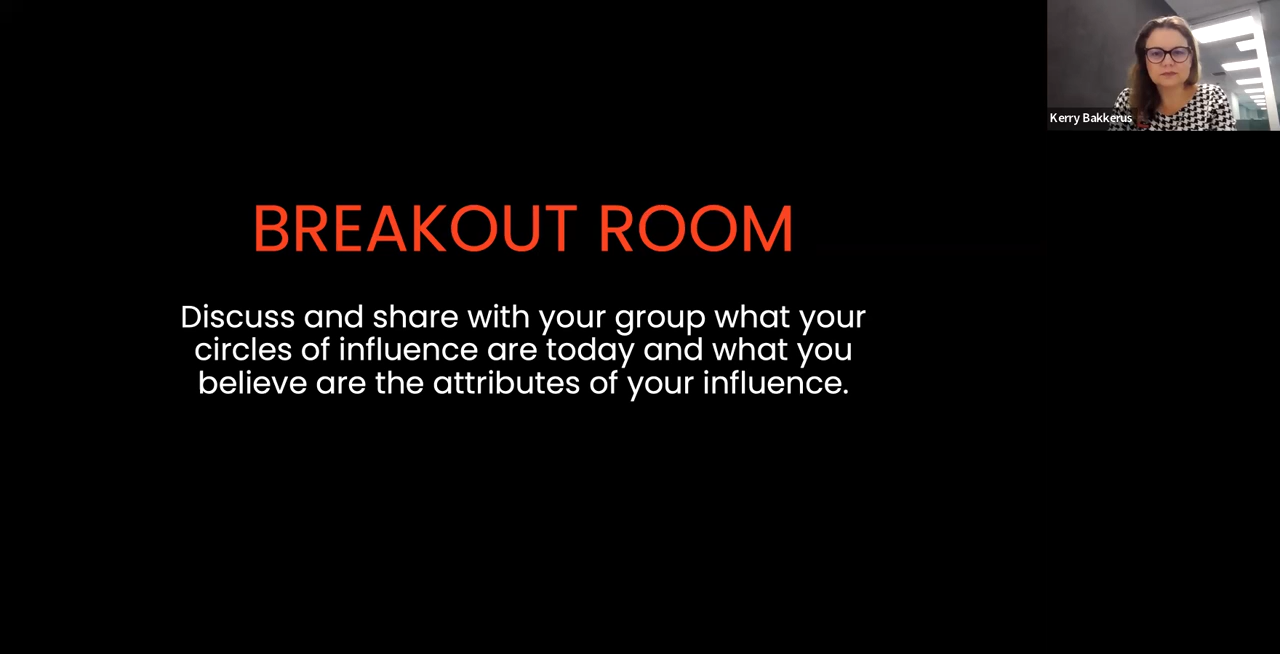 Kerry Bakkerus
BREAKOUT ROOM
Discuss and share with your group what your
circles of influence are today and what you
believe are the attributes of your influence.